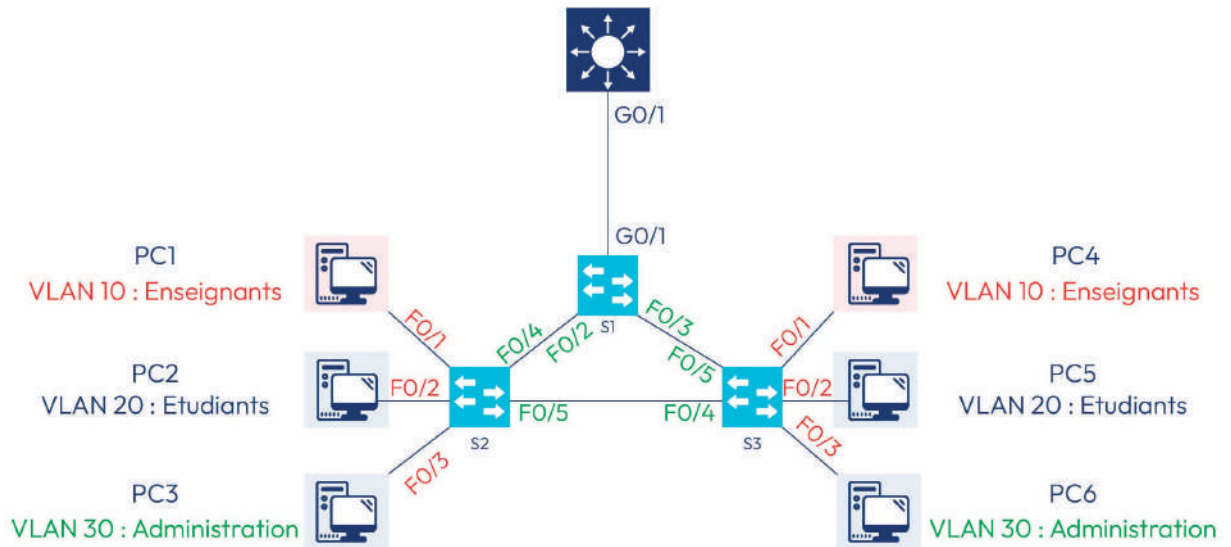 G0/1
G0/1
PC1
VLAN 10 : Enseignants
PC4
VLAN 10 : Enseignants
S1
F0/1
F0/4
F0/2
F0/3
F0/5
F0/1
PC2
VLAN 20 : Etudiants
F0/2
F0/5
F0/4
F0/2
PC5
VLAN 20 : Etudiants
S2
S3
F0/3
F0/3
PC3
VLAN 30 : Administration
PC6
VLAN 30 : Administration